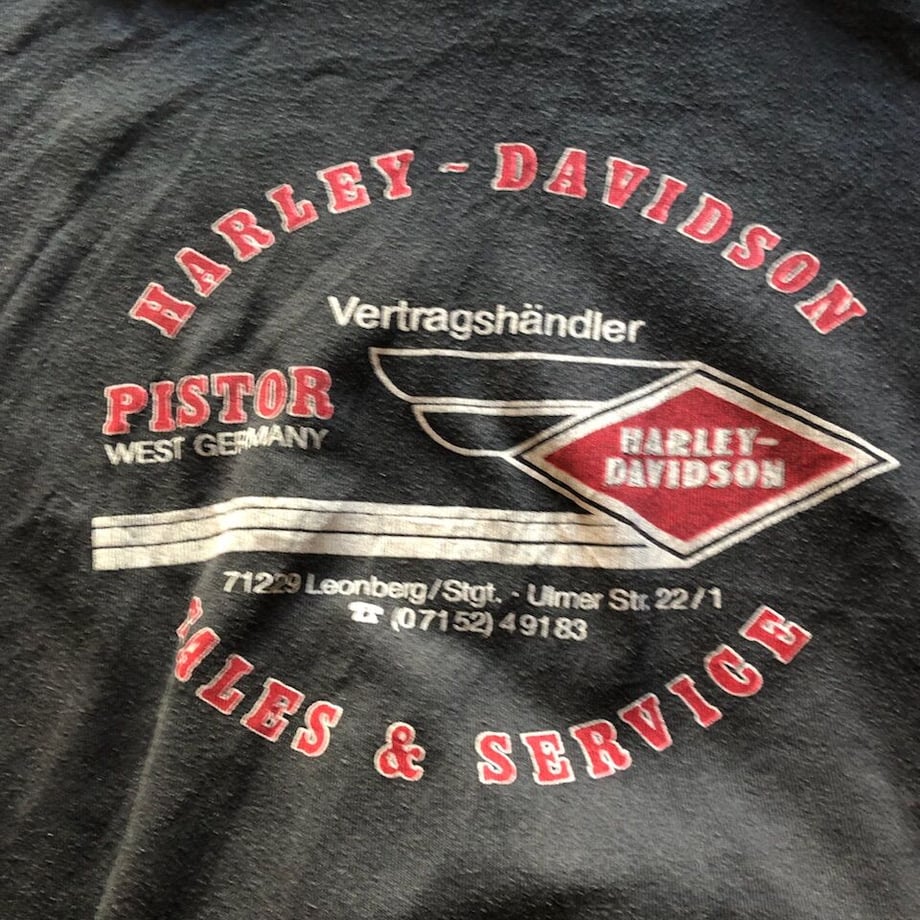 HARLEY-DAVIDSON
Vertragshändler
PISTOR
WEST GERMANY
HARLEY-
DAVIDSON
71229 Leonberg/Stgt. · Ulmer Str. 22/1
☎ (07152) 49183
SALES & SERVICE